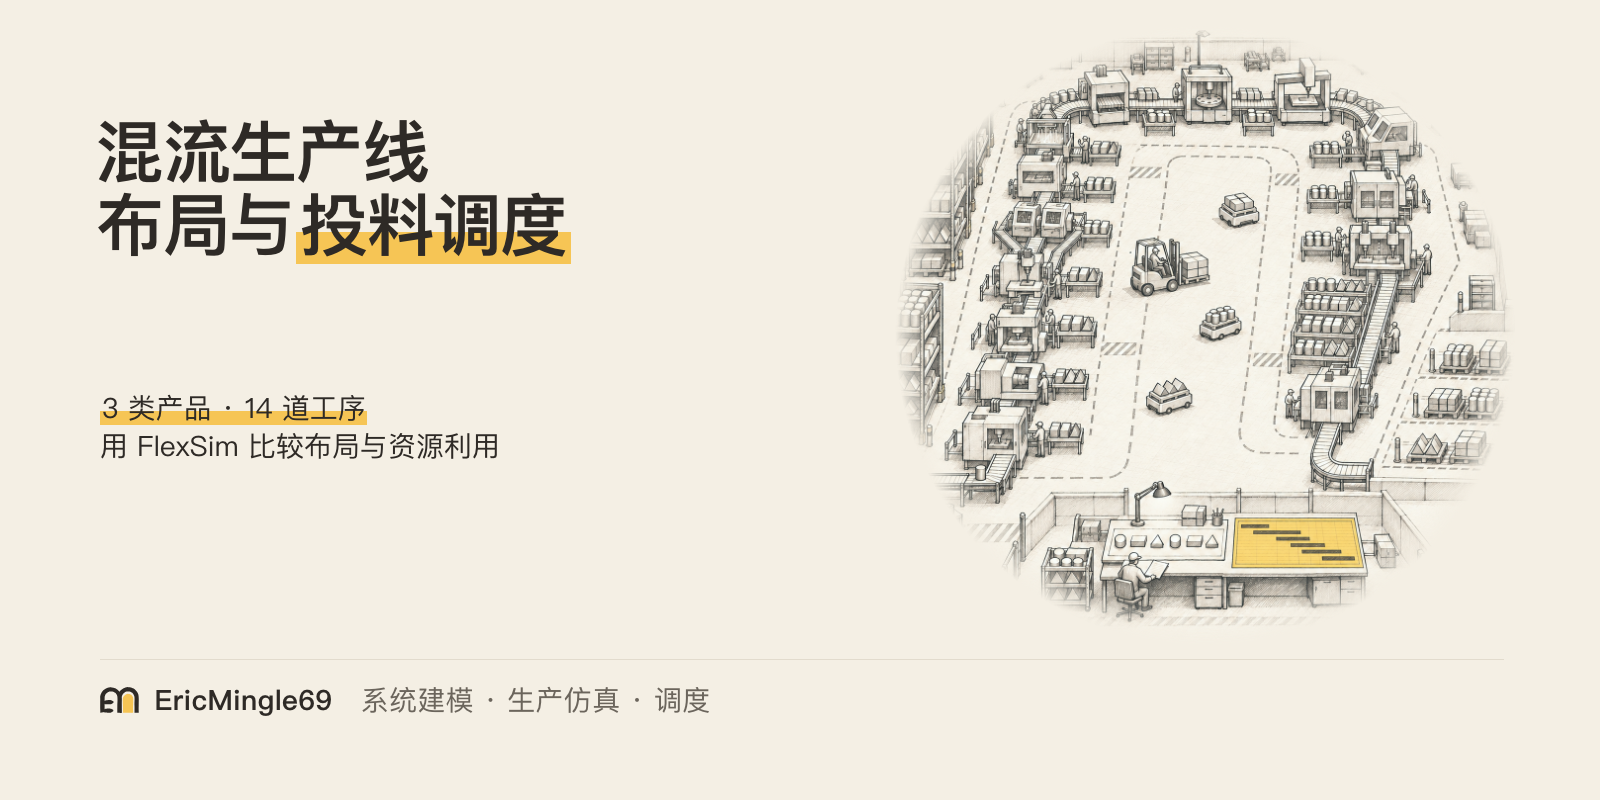 混流生产线
布局与投料调度
3 类产品 · 14 道工序
用 FlexSim 比较布局与资源利用
EricMingle69 系统建模 · 生产仿真 · 调度